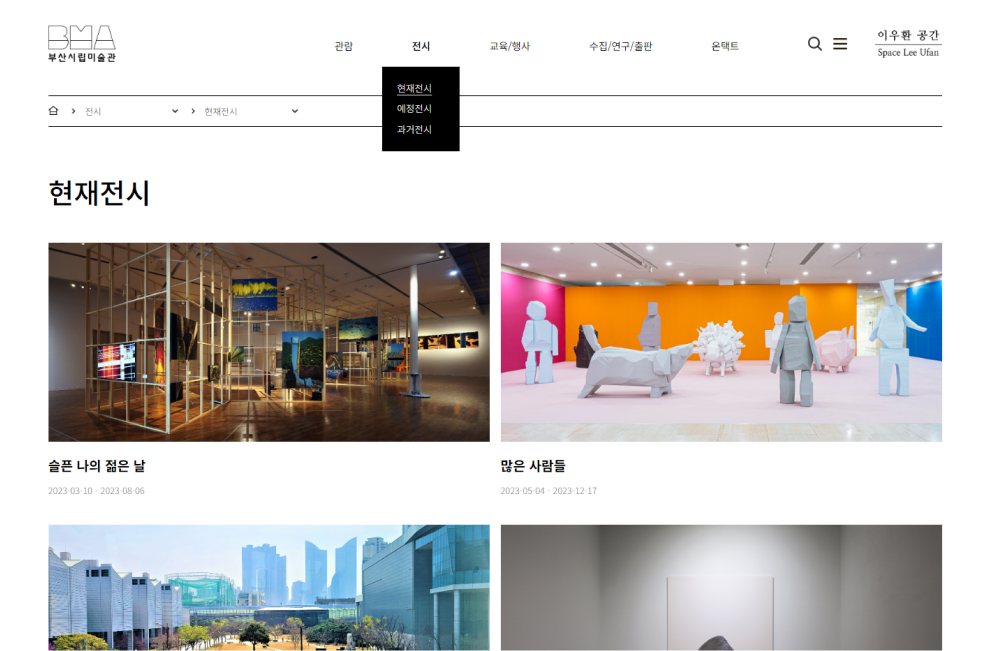 BMA
부산시립미술관
관람 전시 교육/행사 수집/연구/출판 온택트
이우환 공간
Space Lee Ufan
현재전시
예정전시
과거전시
전시 현재전시
현재전시
슬픈 나의 젊은 날
2023-03-10 - 2023-08-06
많은 사람들
2023-05-04 - 2023-12-17